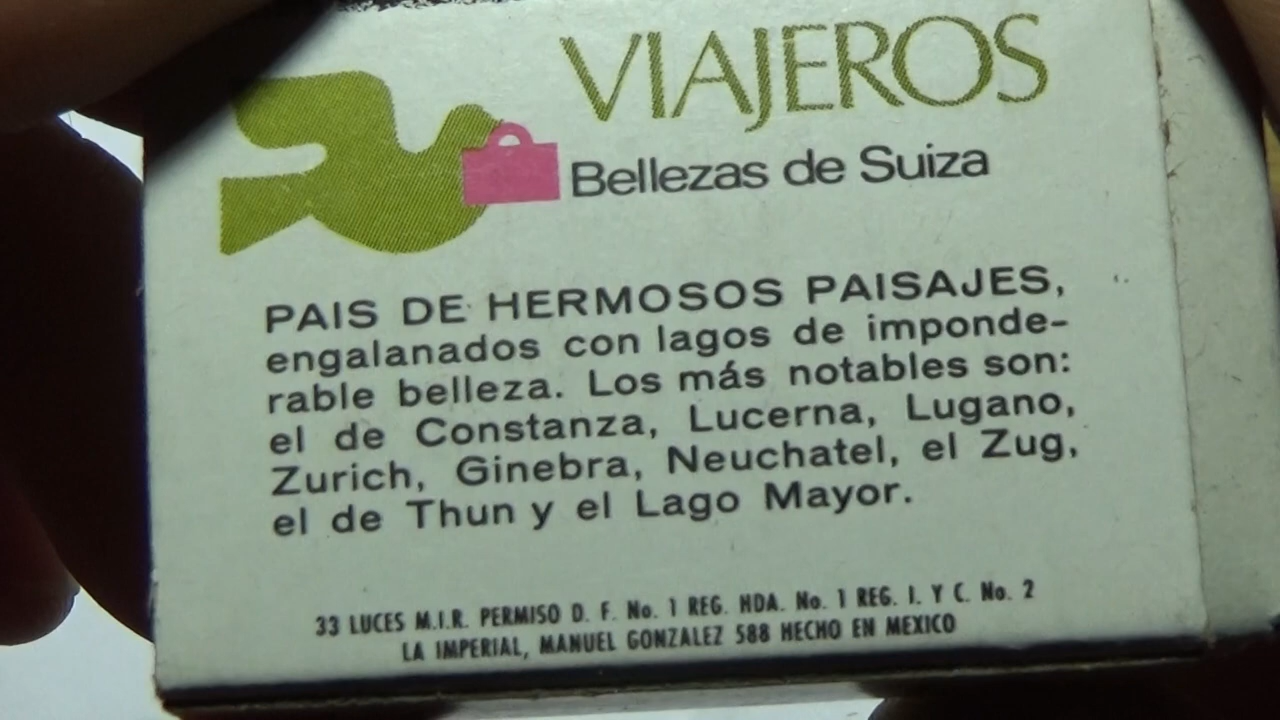 VIAJEROS
Bellezas de Suiza
PAIS DE HERMOSOS PAISAJES,
engalanados con lagos de imponde-
rable belleza. Los más notables son:
el de Constanza, Lucerna, Lugano,
Zurich, Ginebra, Neuchatel, el Zug,
el de Thun y el Lago Mayor.
33 LUCES M.I.R. PERMISO D. F. No. 1 REG. HDA. No. 1 REG. I. Y C. No. 2
LA IMPERIAL, MANUEL GONZALEZ 588 HECHO EN MEXICO